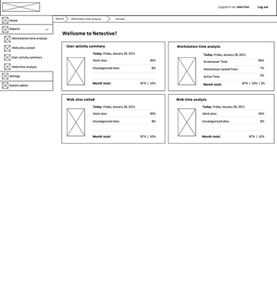 Logged in as John Doe
Log out
Home
Reports
Workstation time analysis
Web sites visited
User activity summary
Web time analysis
Settings
System admin
Report
Workstation time analysis
Welcome to Netective!
User activity summary
Today: Friday, January 28, 2011
Work sites: 90%
Uncategorized sites: 8%
Month total: 87% | 10%
Workstation time analysis
Today: Friday, January 28, 2011
Screensaver Time: 90%
Workstation Locked Time: 7%
Active Time: 3%
Month total: 87% | 10% | 3%
Web sites visited
Today: Friday, January 28, 2011
Work sites: 90%
Uncategorized sites: 8%
Month total: 87% | 10%
Web time analysis
Today: Friday, January 28, 2011
Work sites: 90%
Uncategorized sites: 8%
Month total: 87% | 10%